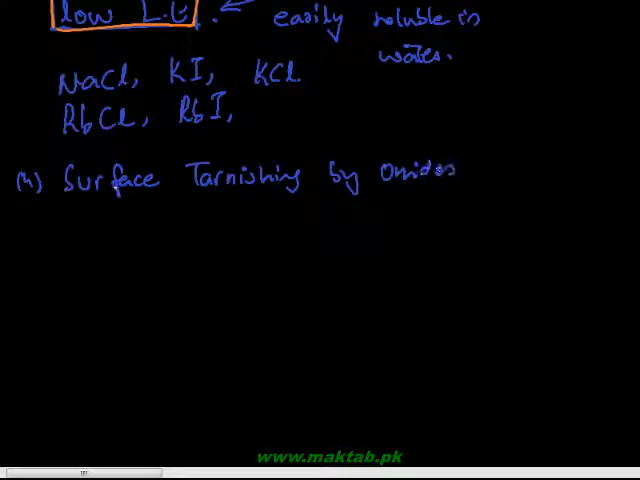 low L.E. easily soluble in
water.
NaCl, KI, KCl.
RbCl, RbI,
(4) Surface Tarnishing by Oxides
www.maktab.pk